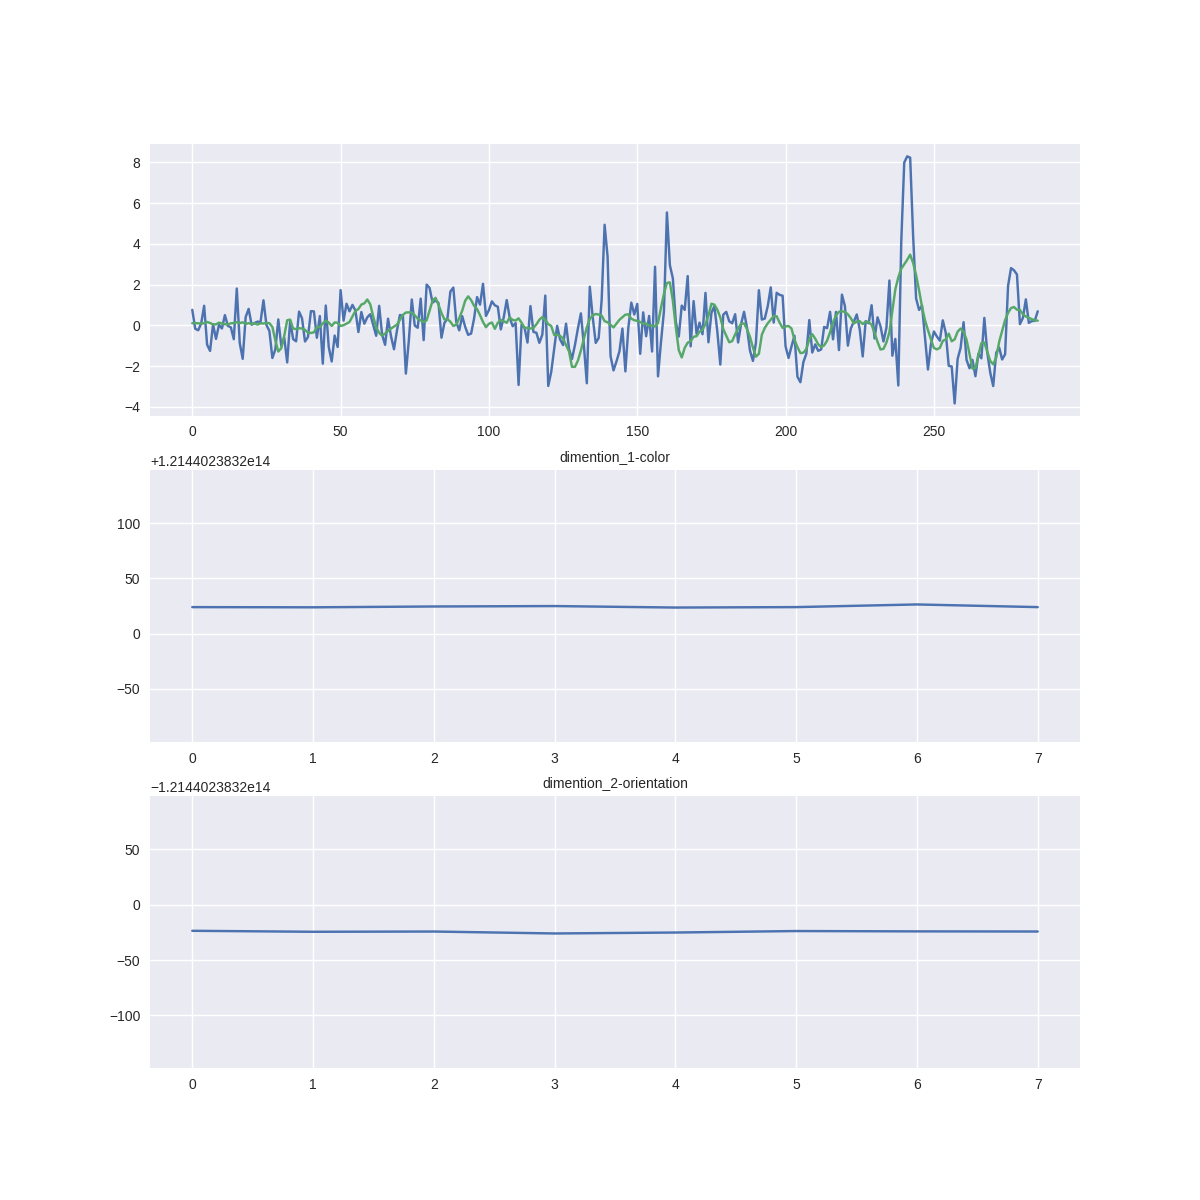 8
6
4
2
0
−2
−4
0 50 100 150 200 250
dimention_1-color
+1.2144023832e14
100
50
0
−50
0 1 2 3 4 5 6 7
dimention_2-orientation
−1.2144023832e14
50
0
−50
−100
0 1 2 3 4 5 6 7